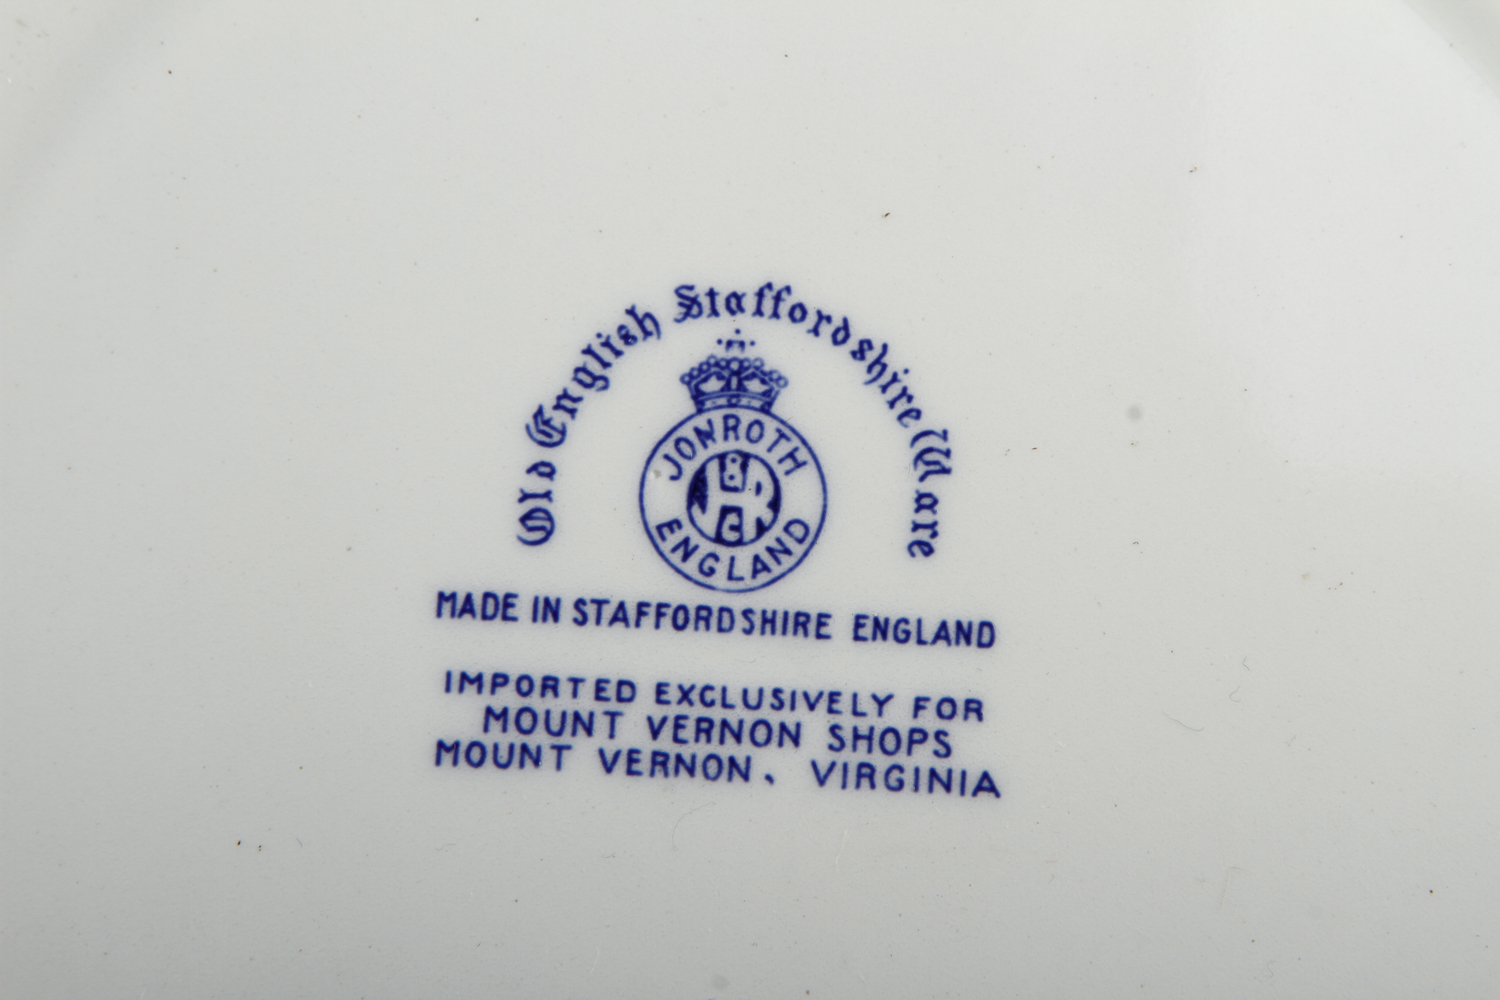 Old English Staffordshire Ware
JONROTH
ENGLAND
MADE IN STAFFORDSHIRE ENGLAND
IMPORTED EXCLUSIVELY FOR
MOUNT VERNON SHOPS
MOUNT VERNON, VIRGINIA